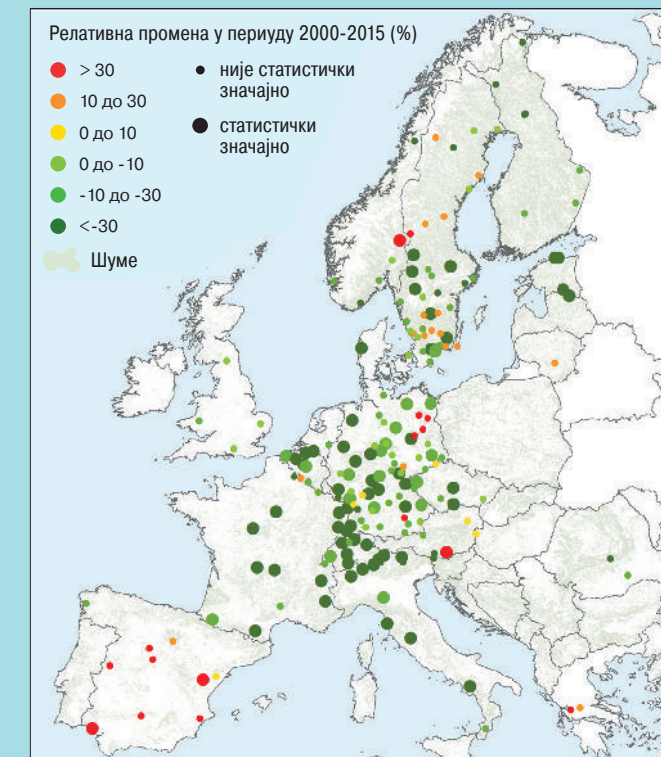 Релативна промена у периуду 2000-2015 (%)
> 30
10 до 30
0 до 10
0 до -10
-10 до -30
<-30
Шуме
није статистички
значајно
статистички
значајно